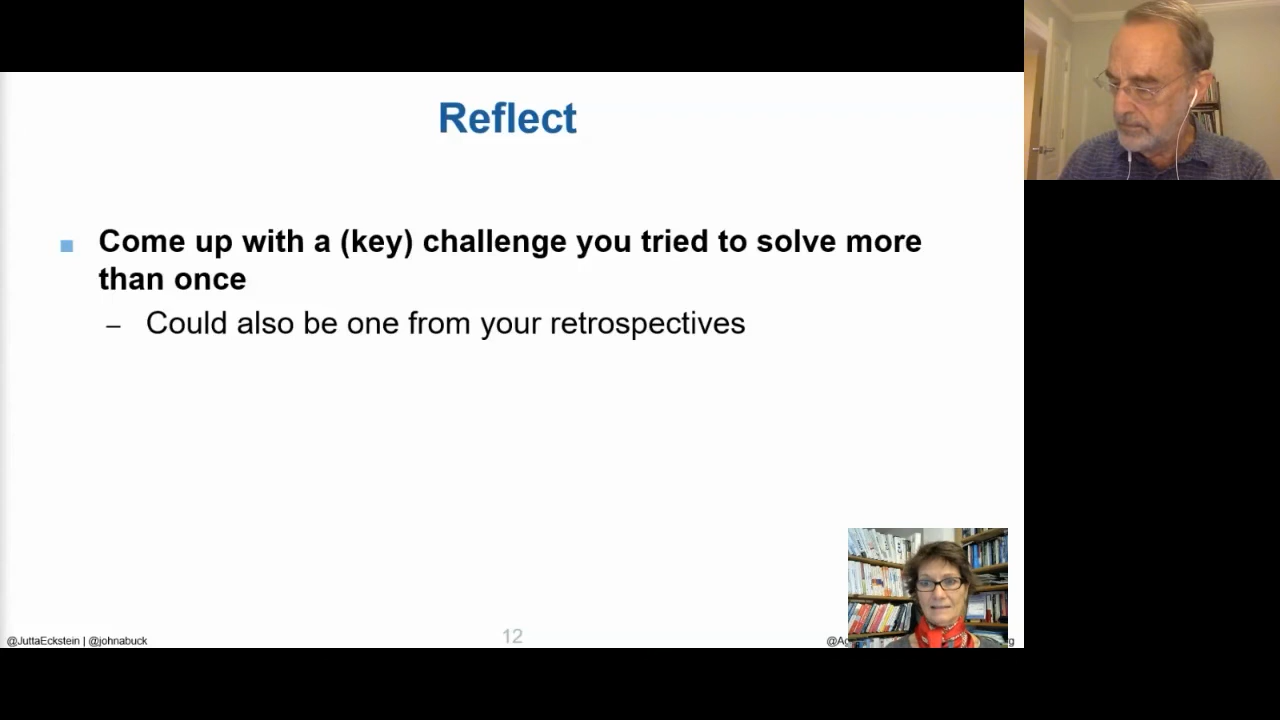 Reflect
Come up with a (key) challenge you tried to solve more
than once
– Could also be one from your retrospectives
@JuttaEckstein | @johnabuck
12